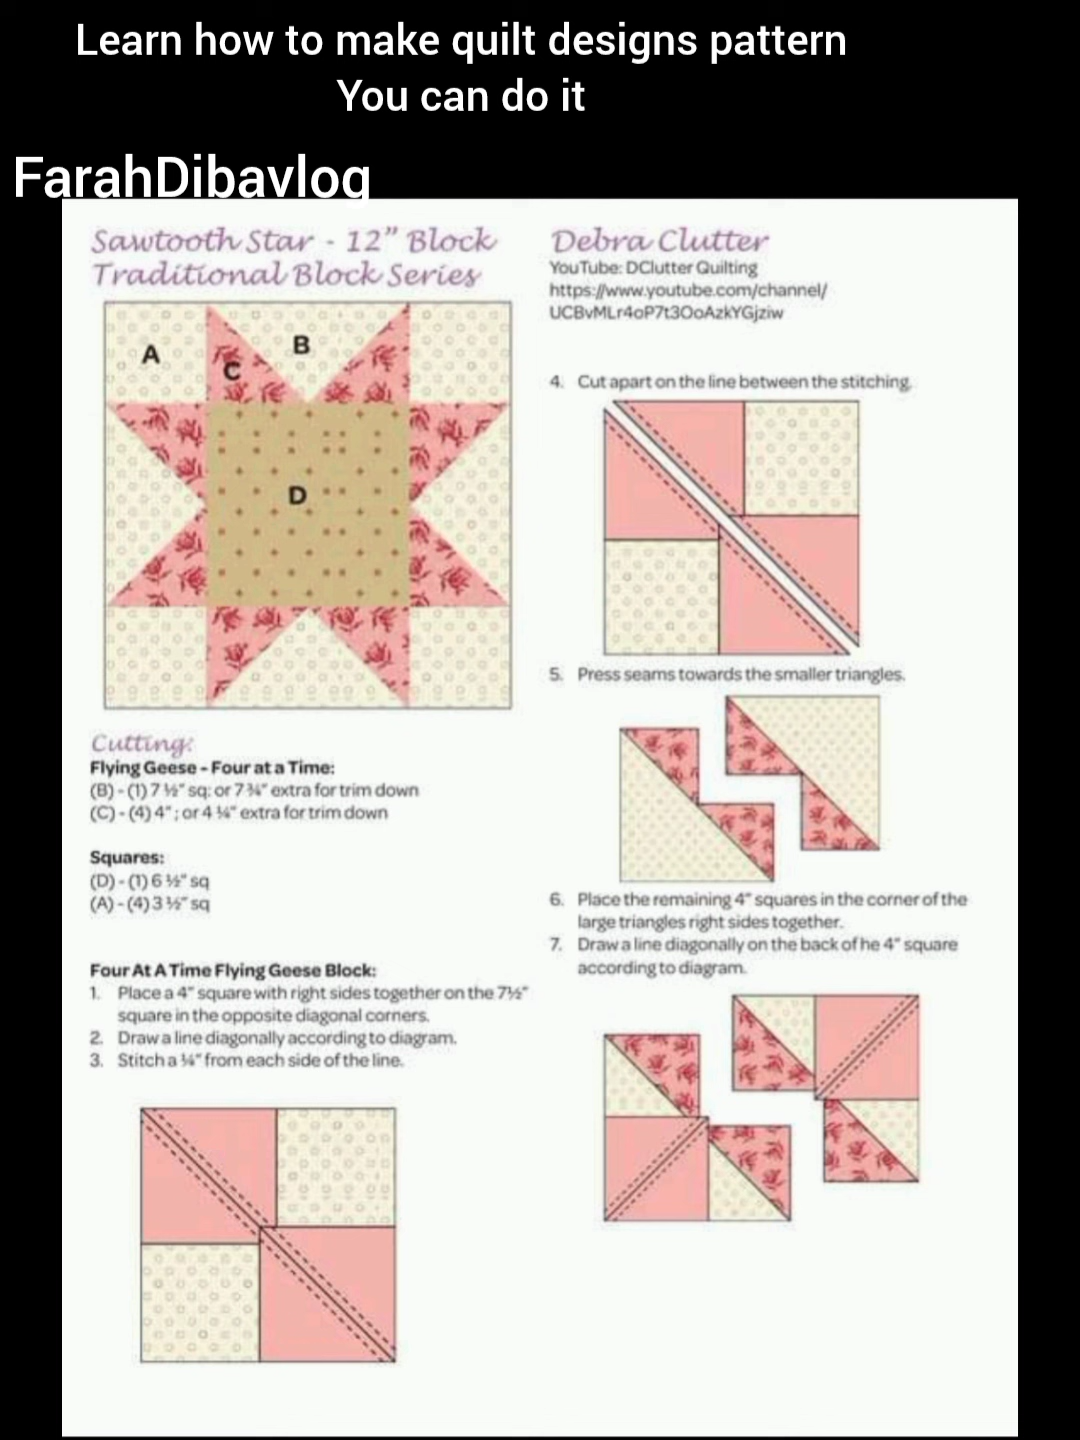 Learn how to make quilt designs pattern
You can do it
FarahDibavlog
Sawtooth Star - 12" Block
Traditional Block Series
A
B
C
D
Cutting:
Flying Geese - Four at a Time:
(B) - (1) 7 ½" sq: or 7 ¾" extra for trim down
(C) - (4) 4" ; or 4 ¼" extra for trim down
Squares:
(D) - (1) 6 ½" sq
(A) - (4) 3 ½" sq
Four At A Time Flying Geese Block:
1. Place a 4" square with right sides together on the 7½"
square in the opposite diagonal corners.
2. Draw a line diagonally according to diagram.
3. Stitch a ¼" from each side of the line.
Debra Clutter
YouTube: DClutter Quilting
https://www.youtube.com/channel/
UCBvMLr4oP7t3OoAzkYGjziw
4. Cut apart on the line between the stitching.
5. Press seams towards the smaller triangles.
6. Place the remaining 4" squares in the corner of the
large triangles right sides together.
7. Draw a line diagonally on the back of he 4" square
according to diagram.